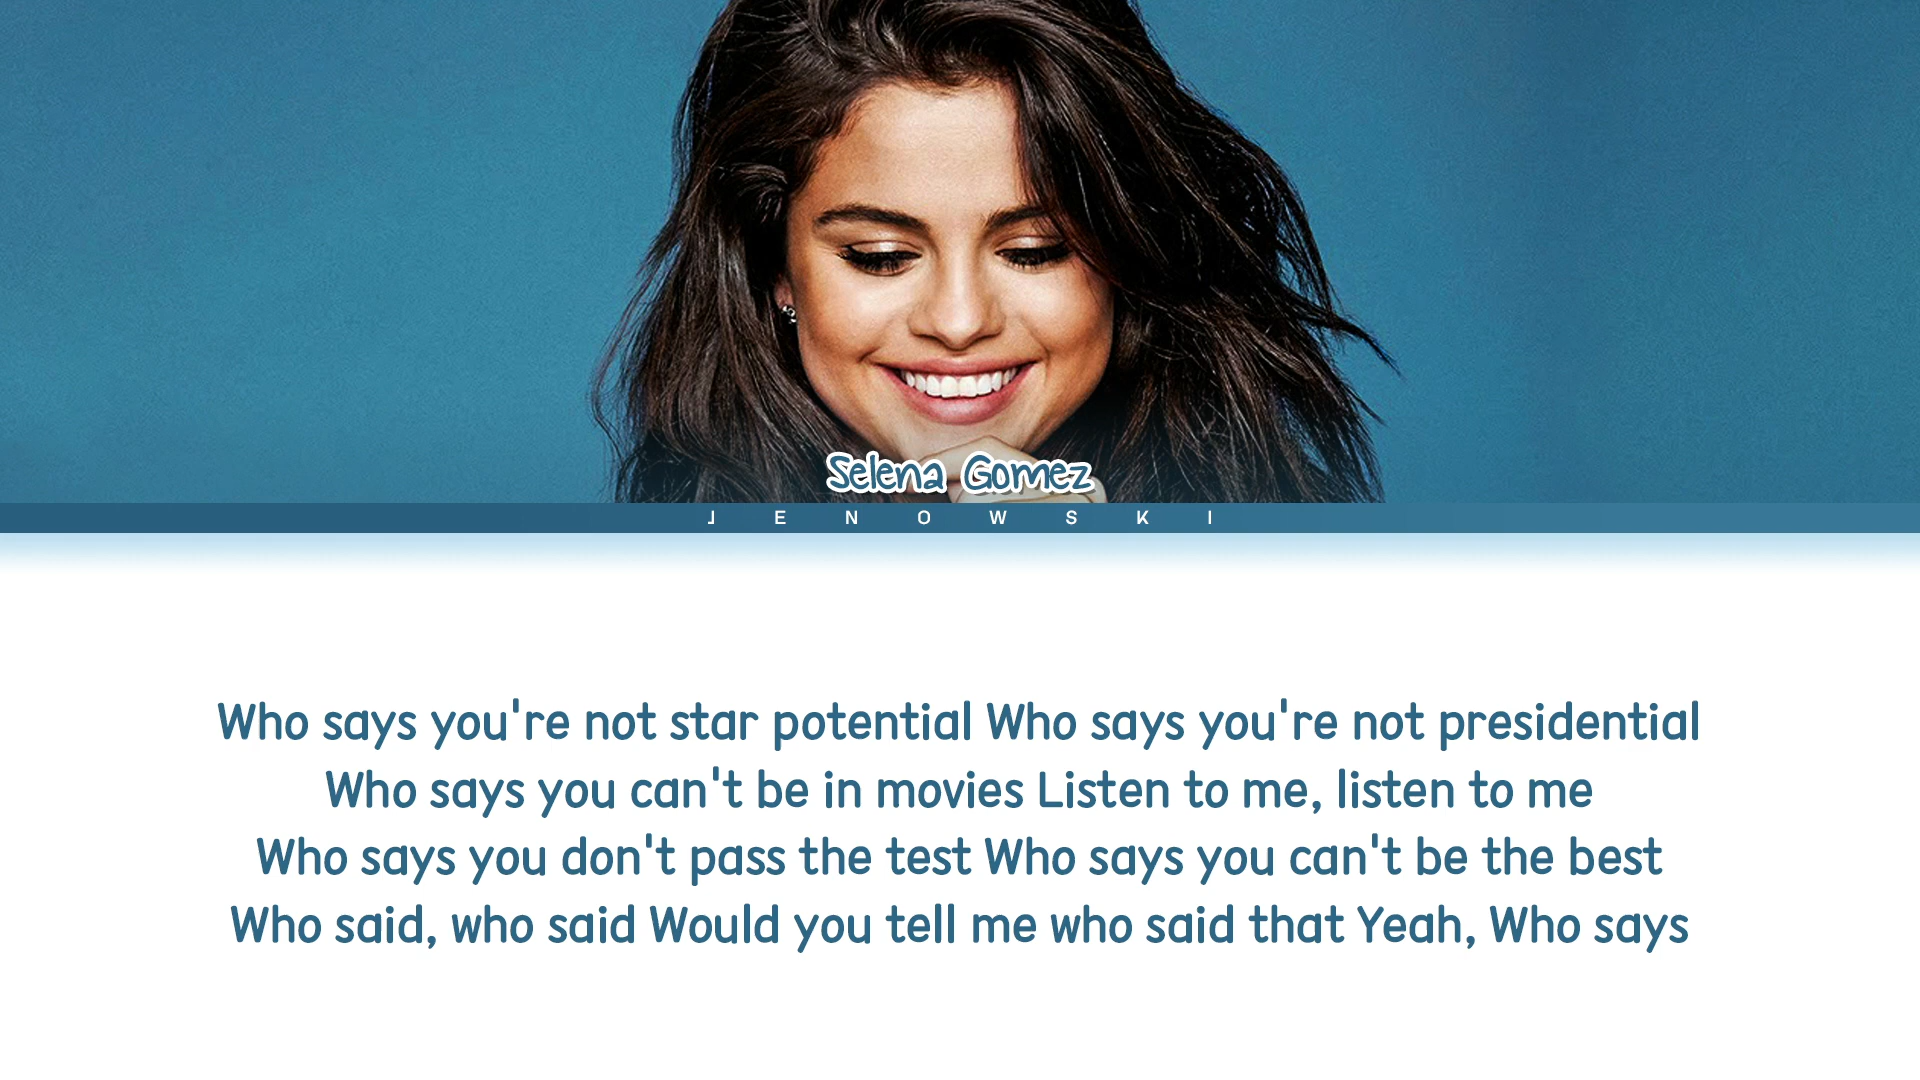 Selena Gomez
JENOWSKI
Who says you're not star potential Who says you're not presidential
Who says you can't be in movies Listen to me, listen to me
Who says you don't pass the test Who says you can't be the best
Who said, who said Would you tell me who said that Yeah, Who says